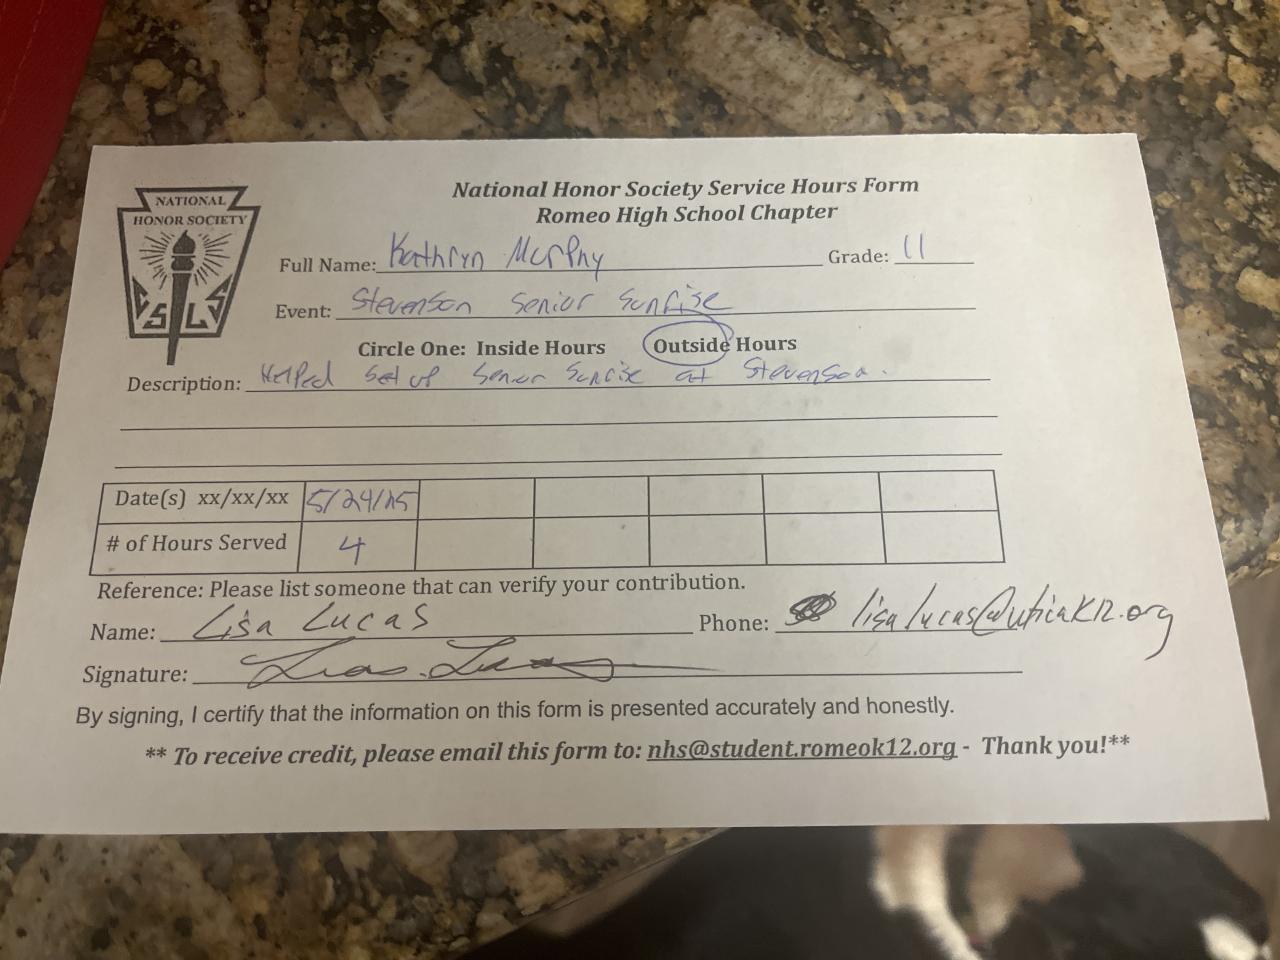 NATIONAL
HONOR SOCIETY
C S L S
National Honor Society Service Hours Form
Romeo High School Chapter
Full Name: Kathryn Murphy Grade: 11
Event: Stevenson Senior Sunrise
Circle One: Inside Hours Outside Hours
Description: Helped set up Senior Sunrise at Stevenson.
Date(s) xx/xx/xx 5/24/25
# of Hours Served 4
Reference: Please list someone that can verify your contribution.
Name: Lisa Lucas Phone: lisa.lucas@uticak12.org
Signature:
By signing, I certify that the information on this form is presented accurately and honestly.
** To receive credit, please email this form to: nhs@student.romeok12.org - Thank you!**